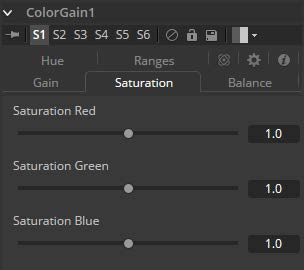 ColorGain1
S1 S2 S3 S4 S5 S6
Hue Ranges
Gain Saturation Balance
Saturation Red
1.0
Saturation Green
1.0
Saturation Blue
1.0